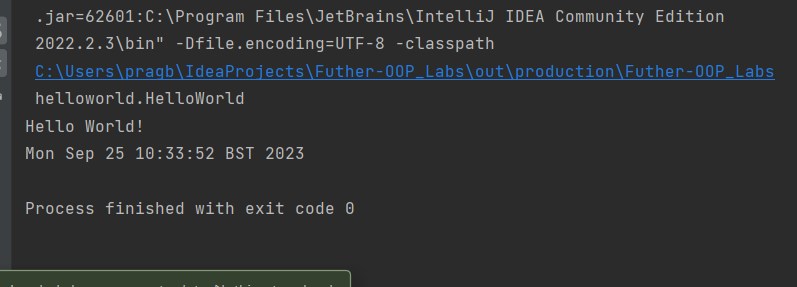 .jar=62601:C:\Program Files\JetBrains\IntelliJ IDEA Community Edition
2022.2.3\bin" -Dfile.encoding=UTF-8 -classpath
C:\Users\pragb\IdeaProjects\Futher-OOP_Labs\out\production\Futher-OOP_Labs
helloworld.HelloWorld
Hello World!
Mon Sep 25 10:33:52 BST 2023
Process finished with exit code 0